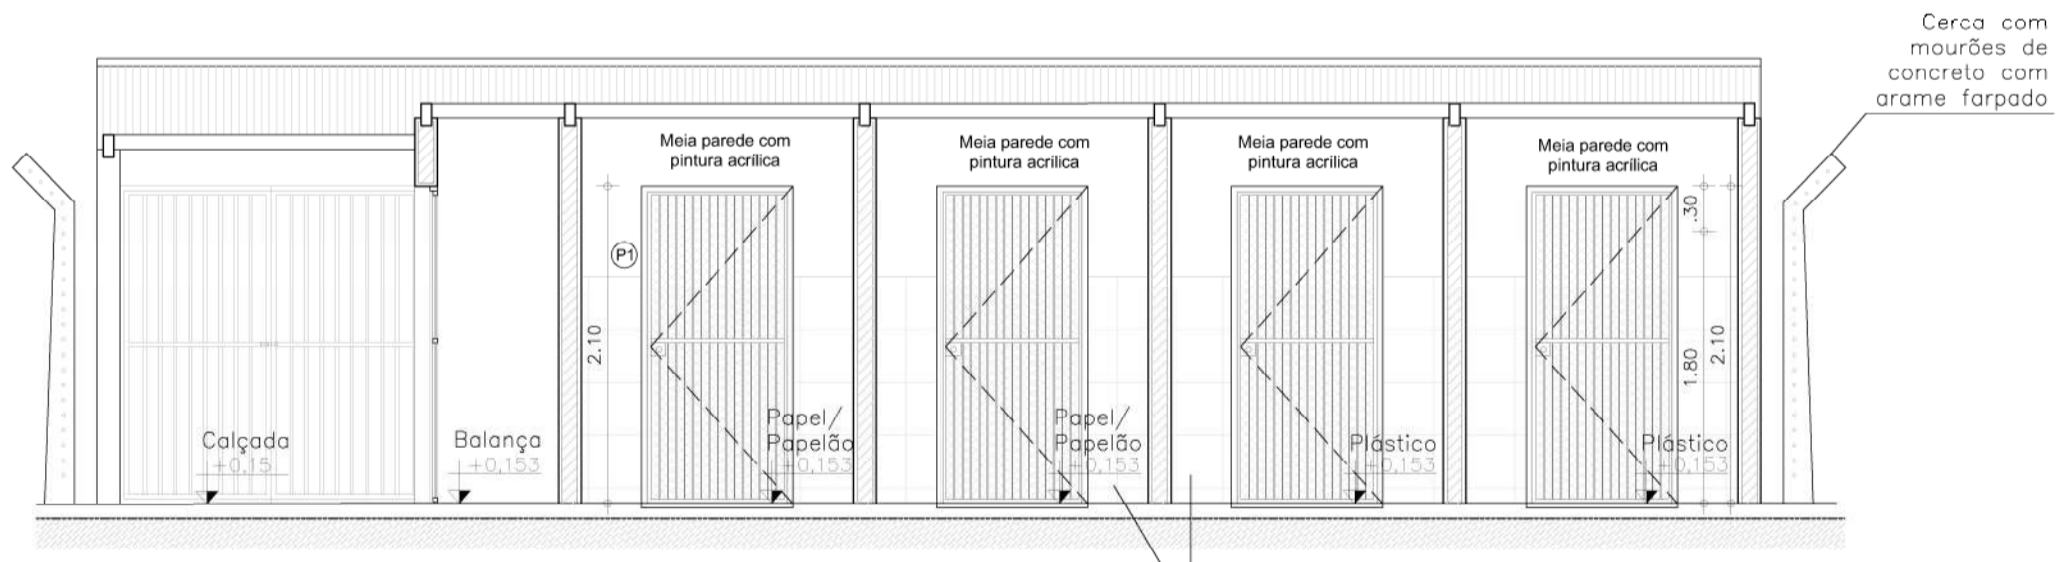 Cerca com
mourões de
concreto com
arame farpado
Meia parede com
pintura acrílica
Meia parede com
pintura acrílica
Meia parede com
pintura acrílica
Meia parede com
pintura acrílica
P1
2.10
.30
1.80
2.10
Calçada
+0,15
Balança
+0,153
Papel/
Papelão
+0,153
Papel/
Papelão
+0,153
Plástico
+0,153
Plástico
+0,153